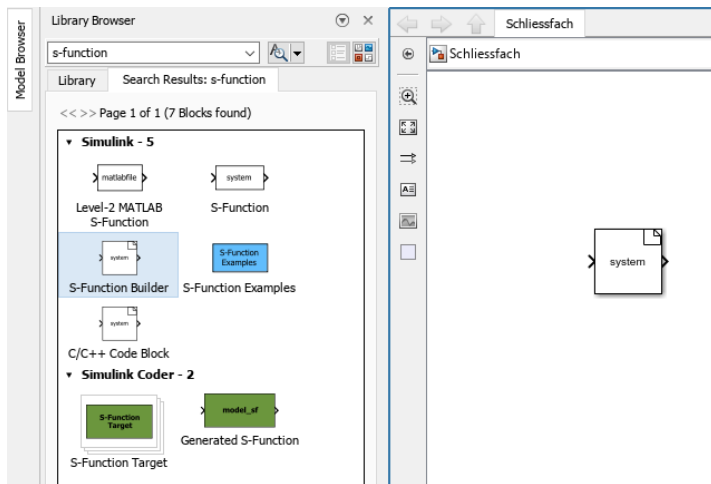 Model Browser
Library Browser
s-function
Library
Search Results: s-function
<< >> Page 1 of 1 (7 Blocks found)
Simulink - 5
matlabfile
system
Level-2 MATLAB
S-Function
S-Function
system
S-Function
Examples
S-Function Builder
S-Function Examples
system
C/C++ Code Block
Simulink Coder - 2
S-Function
Target
model_sf
S-Function Target
Generated S-Function
Schliessfach
Schliessfach
A
system